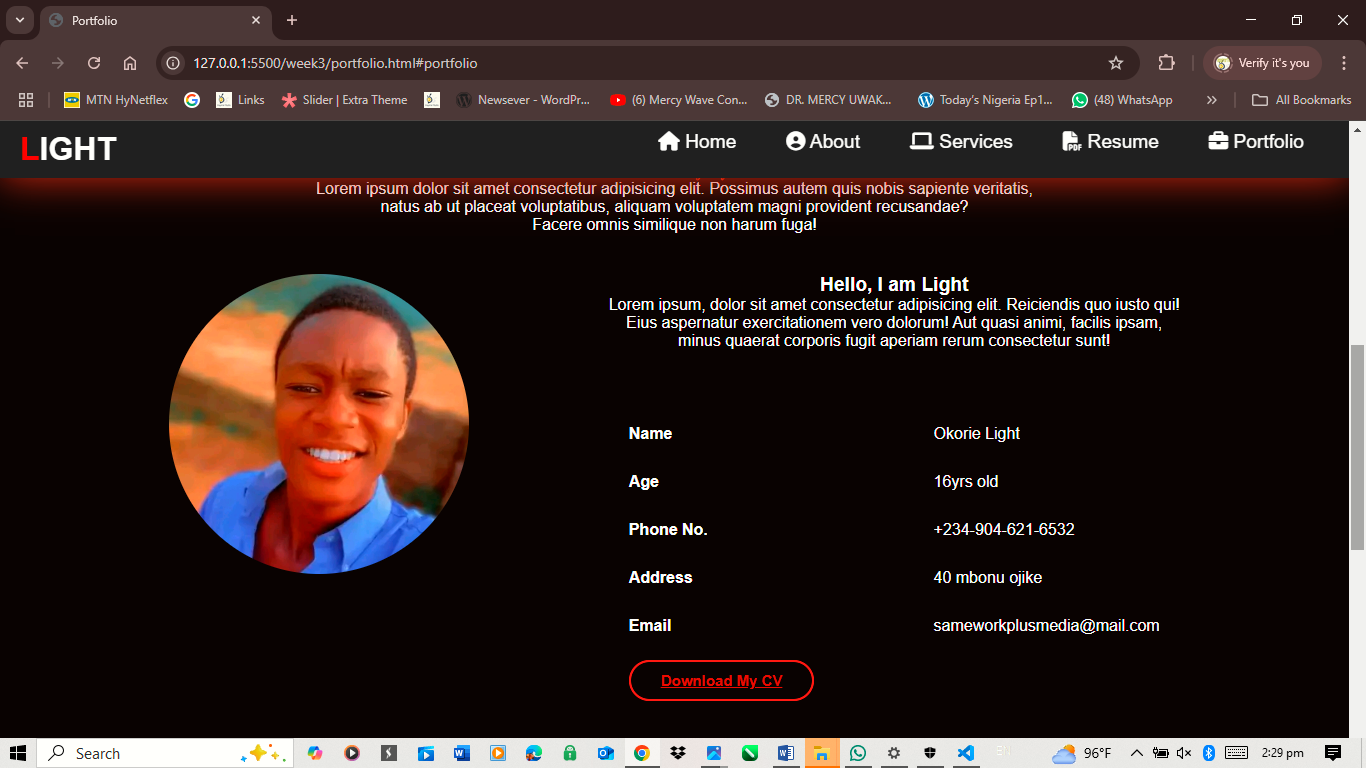 Portfolio
127.0.0.1:5500/week3/portfolio.html#portfolio
Verify it's you
MTN HyNetflex
Links
Slider | Extra Theme
Newsever - WordPr...
(6) Mercy Wave Con...
DR. MERCY UWAK...
Today's Nigeria Ep1...
(48) WhatsApp
All Bookmarks
LIGHT
Home
About
Services
Resume
Portfolio
Lorem ipsum dolor sit amet consectetur adipisicing elit. Possimus autem quis nobis sapiente veritatis,
natus ab ut placeat voluptatibus, aliquam voluptatem magni provident recusandae?
Facere omnis similique non harum fuga!
Hello, I am Light
Lorem ipsum, dolor sit amet consectetur adipisicing elit. Reiciendis quo iusto qui!
Eius aspernatur exercitationem vero dolorum! Aut quasi animi, facilis ipsam,
minus quaerat corporis fugit aperiam rerum consectetur sunt!
Name Okorie Light
Age 16yrs old
Phone No. +234-904-621-6532
Address 40 mbonu ojike
Email sameworkplusmedia@mail.com
Download My CV
Search
96°F
2:29 pm